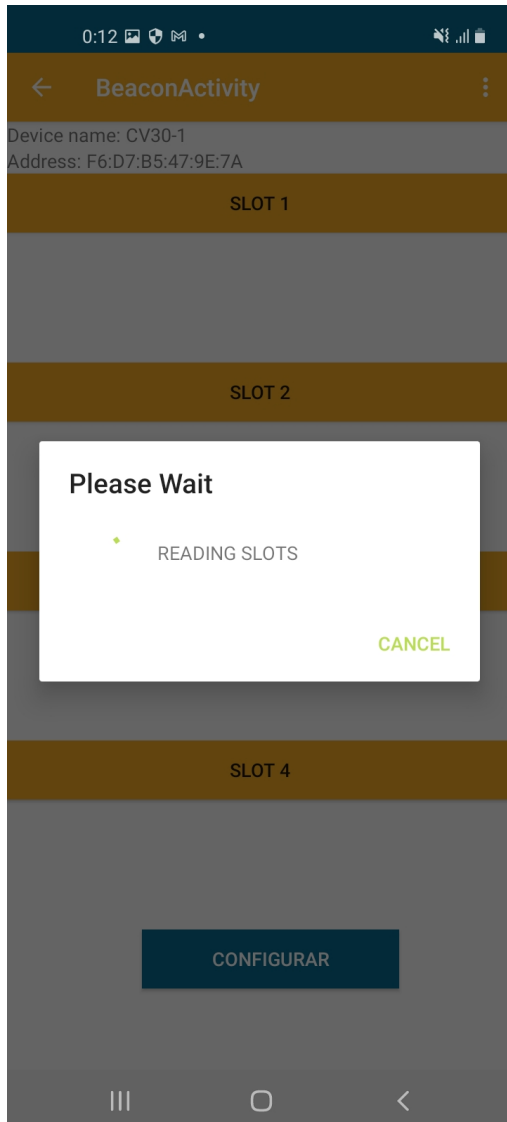 0:12
BeaconActivity
Device name: CV30-1
Address: F6:D7:B5:47:9E:7A
SLOT 1
SLOT 2
Please Wait
READING SLOTS
CANCEL
SLOT 4
CONFIGURAR